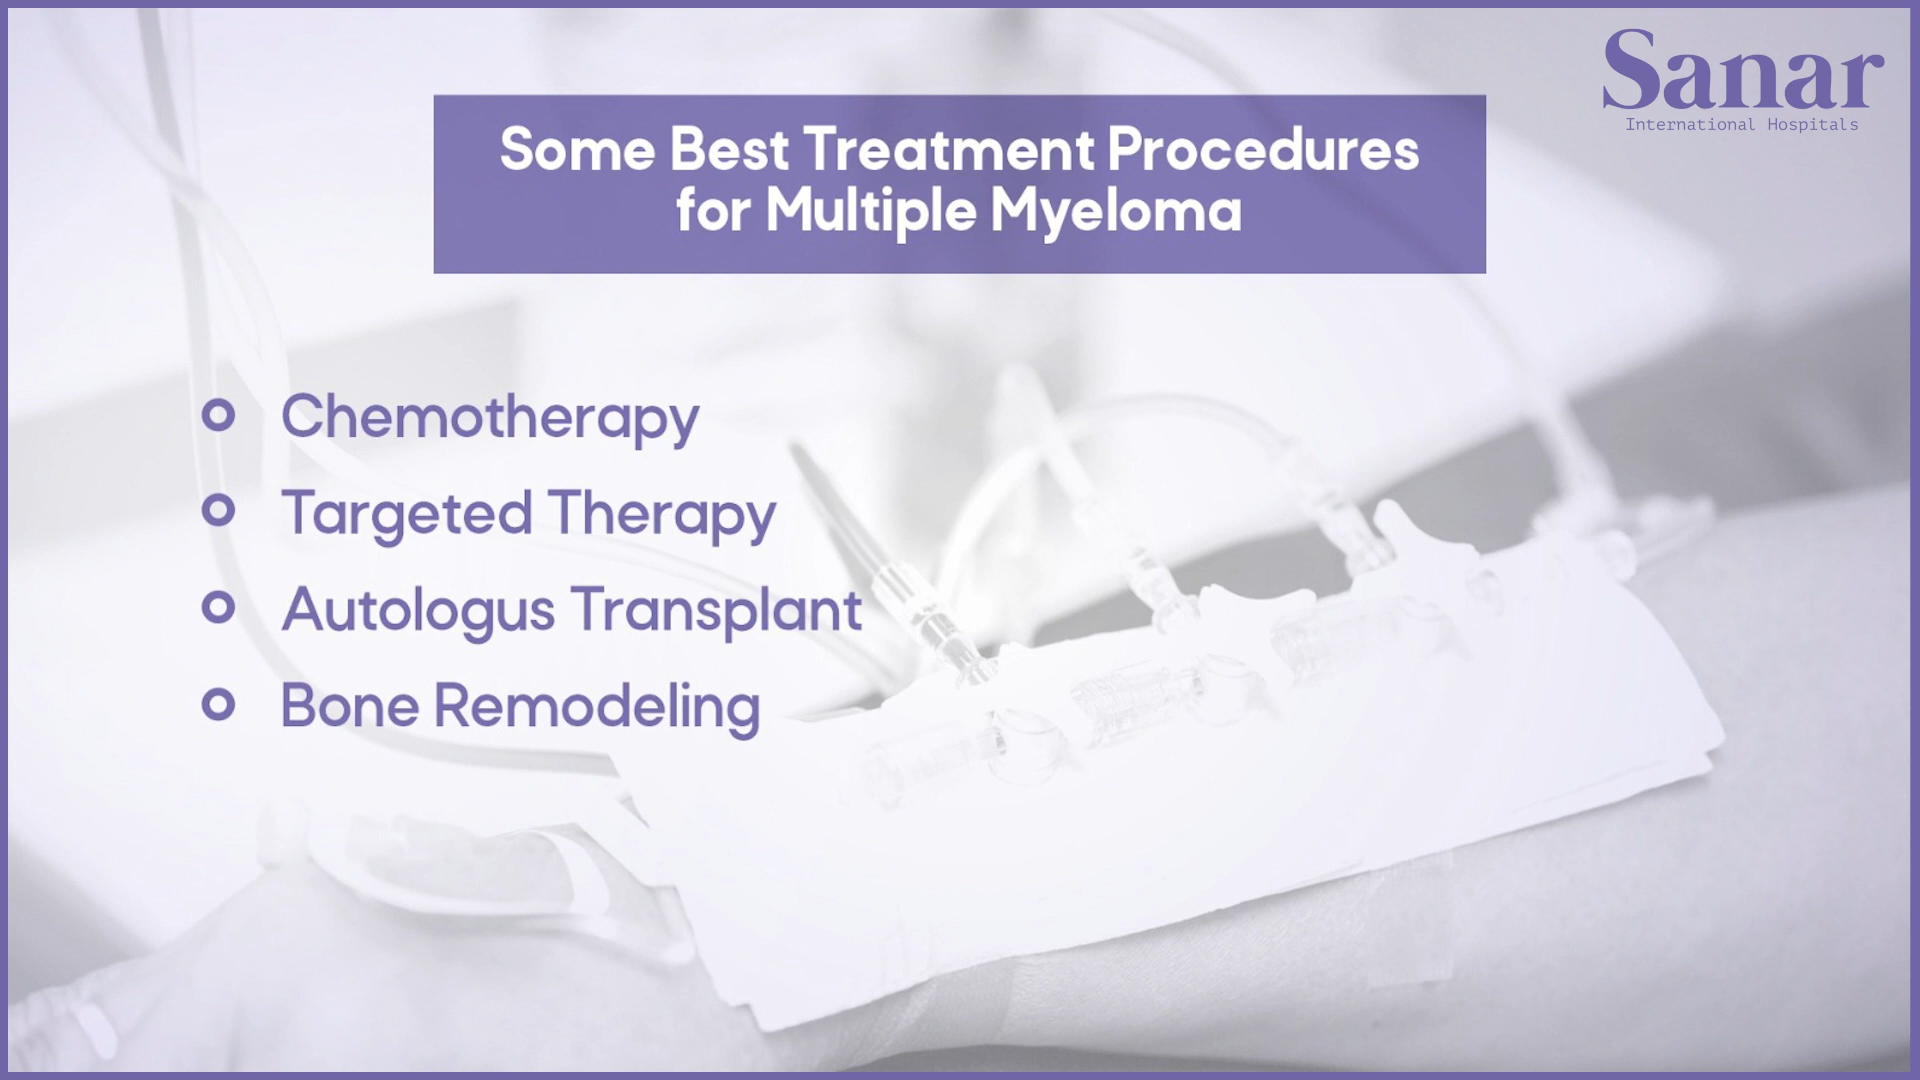 Sanar
International Hospitals
Some Best Treatment Procedures
for Multiple Myeloma
Chemotherapy
Targeted Therapy
Autologus Transplant
Bone Remodeling